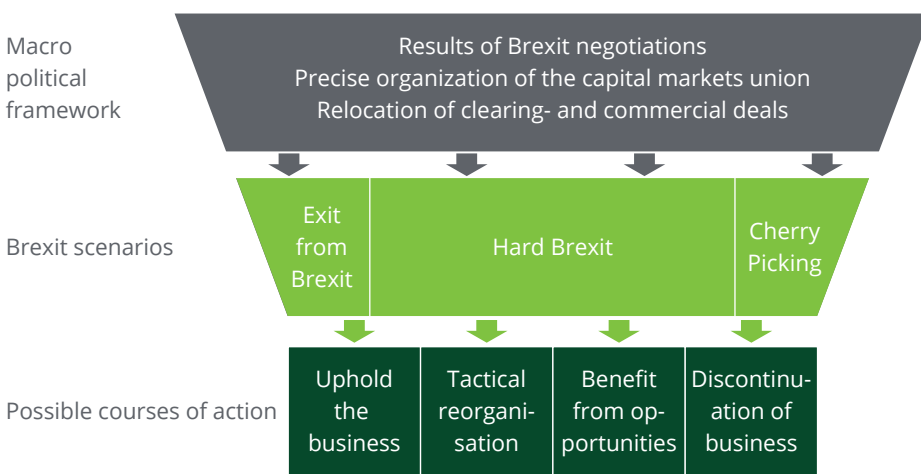 Macro
political
framework
Results of Brexit negotiations
Precise organization of the capital markets union
Relocation of clearing- and commercial deals
Brexit scenarios
Exit
from
Brexit
Hard Brexit
Cherry
Picking
Possible courses of action
Uphold
the
business
Tactical
reorgani-
sation
Benefit
from op-
portunities
Discontinu-
ation of
business